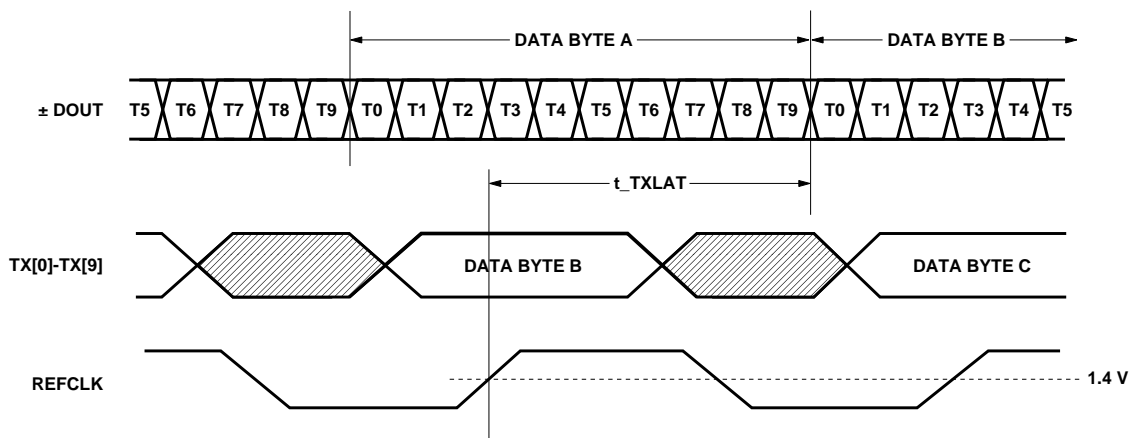 DATA BYTE A DATA BYTE B
± DOUT T5 T6 T7 T8 T9 T0 T1 T2 T3 T4 T5 T6 T7 T8 T9 T0 T1 T2 T3 T4 T5
t_TXLAT
TX[0]-TX[9] DATA BYTE B DATA BYTE C
REFCLK 1.4 V